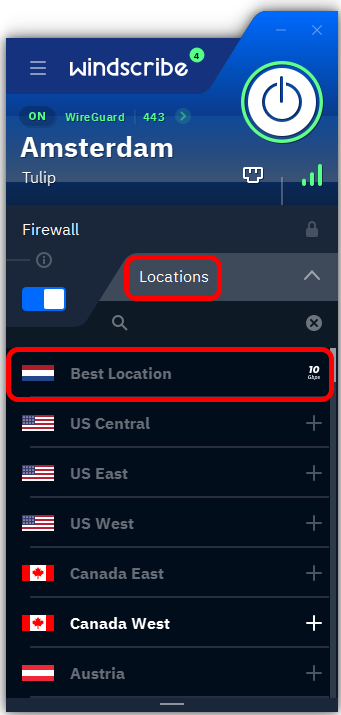 windscribe 4
ON WireGuard 443
Amsterdam
Tulip
Firewall
Locations
Best Location 10 Gbps
US Central
US East
US West
Canada East
Canada West
Austria